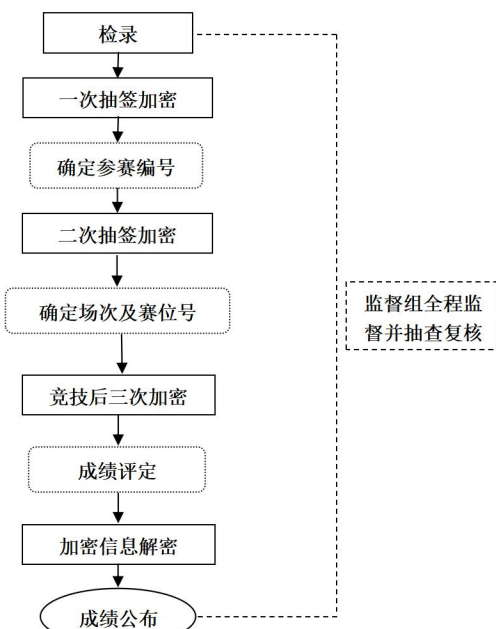 检录
一次抽签加密
确定参赛编号
二次抽签加密
确定场次及赛位号
监督组全程监
督并抽查复核
竞技后三次加密
成绩评定
加密信息解密
成绩公布